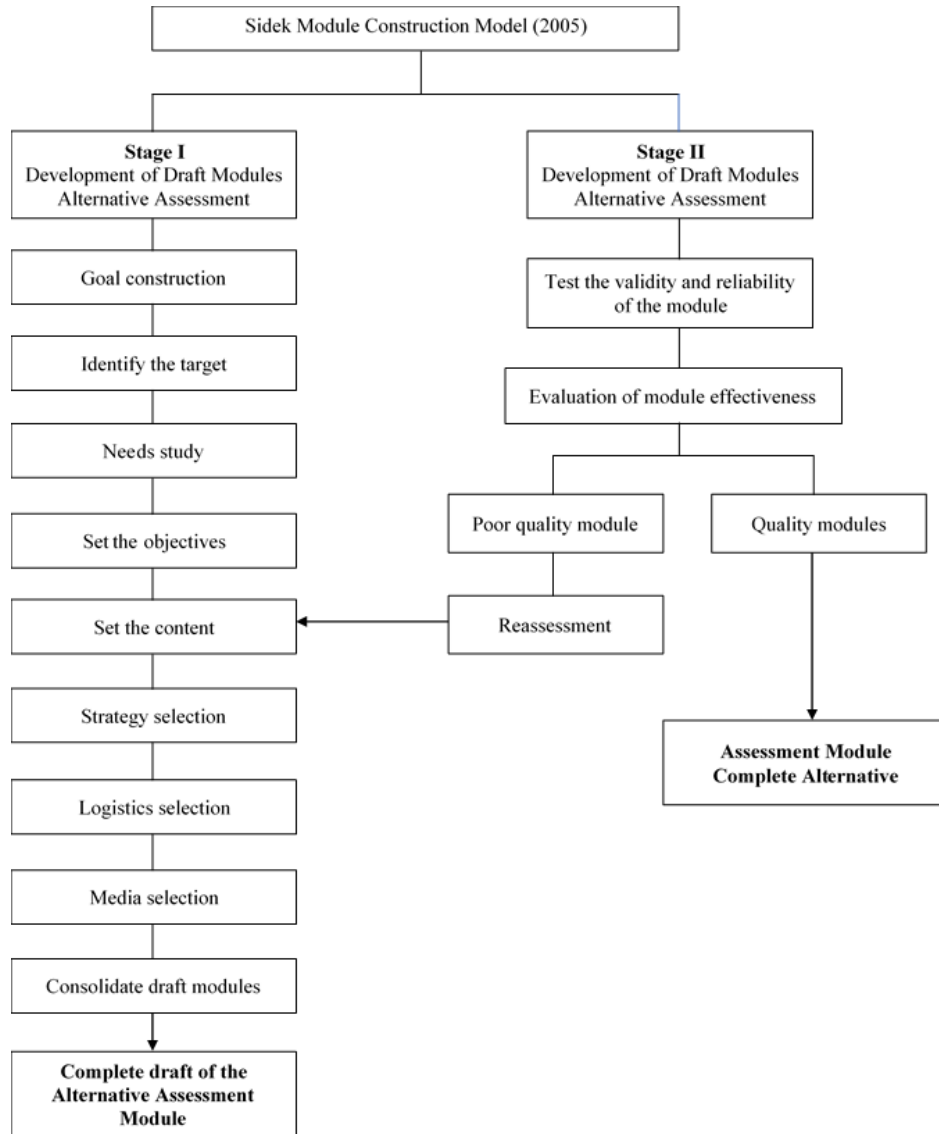 Sidek Module Construction Model (2005)
Stage I
Development of Draft Modules
Alternative Assessment
Goal construction
Identify the target
Needs study
Set the objectives
Set the content
Strategy selection
Logistics selection
Media selection
Consolidate draft modules
Complete draft of the
Alternative Assessment
Module
Stage II
Development of Draft Modules
Alternative Assessment
Test the validity and reliability
of the module
Evaluation of module effectiveness
Poor quality module
Reassessment
Quality modules
Assessment Module
Complete Alternative